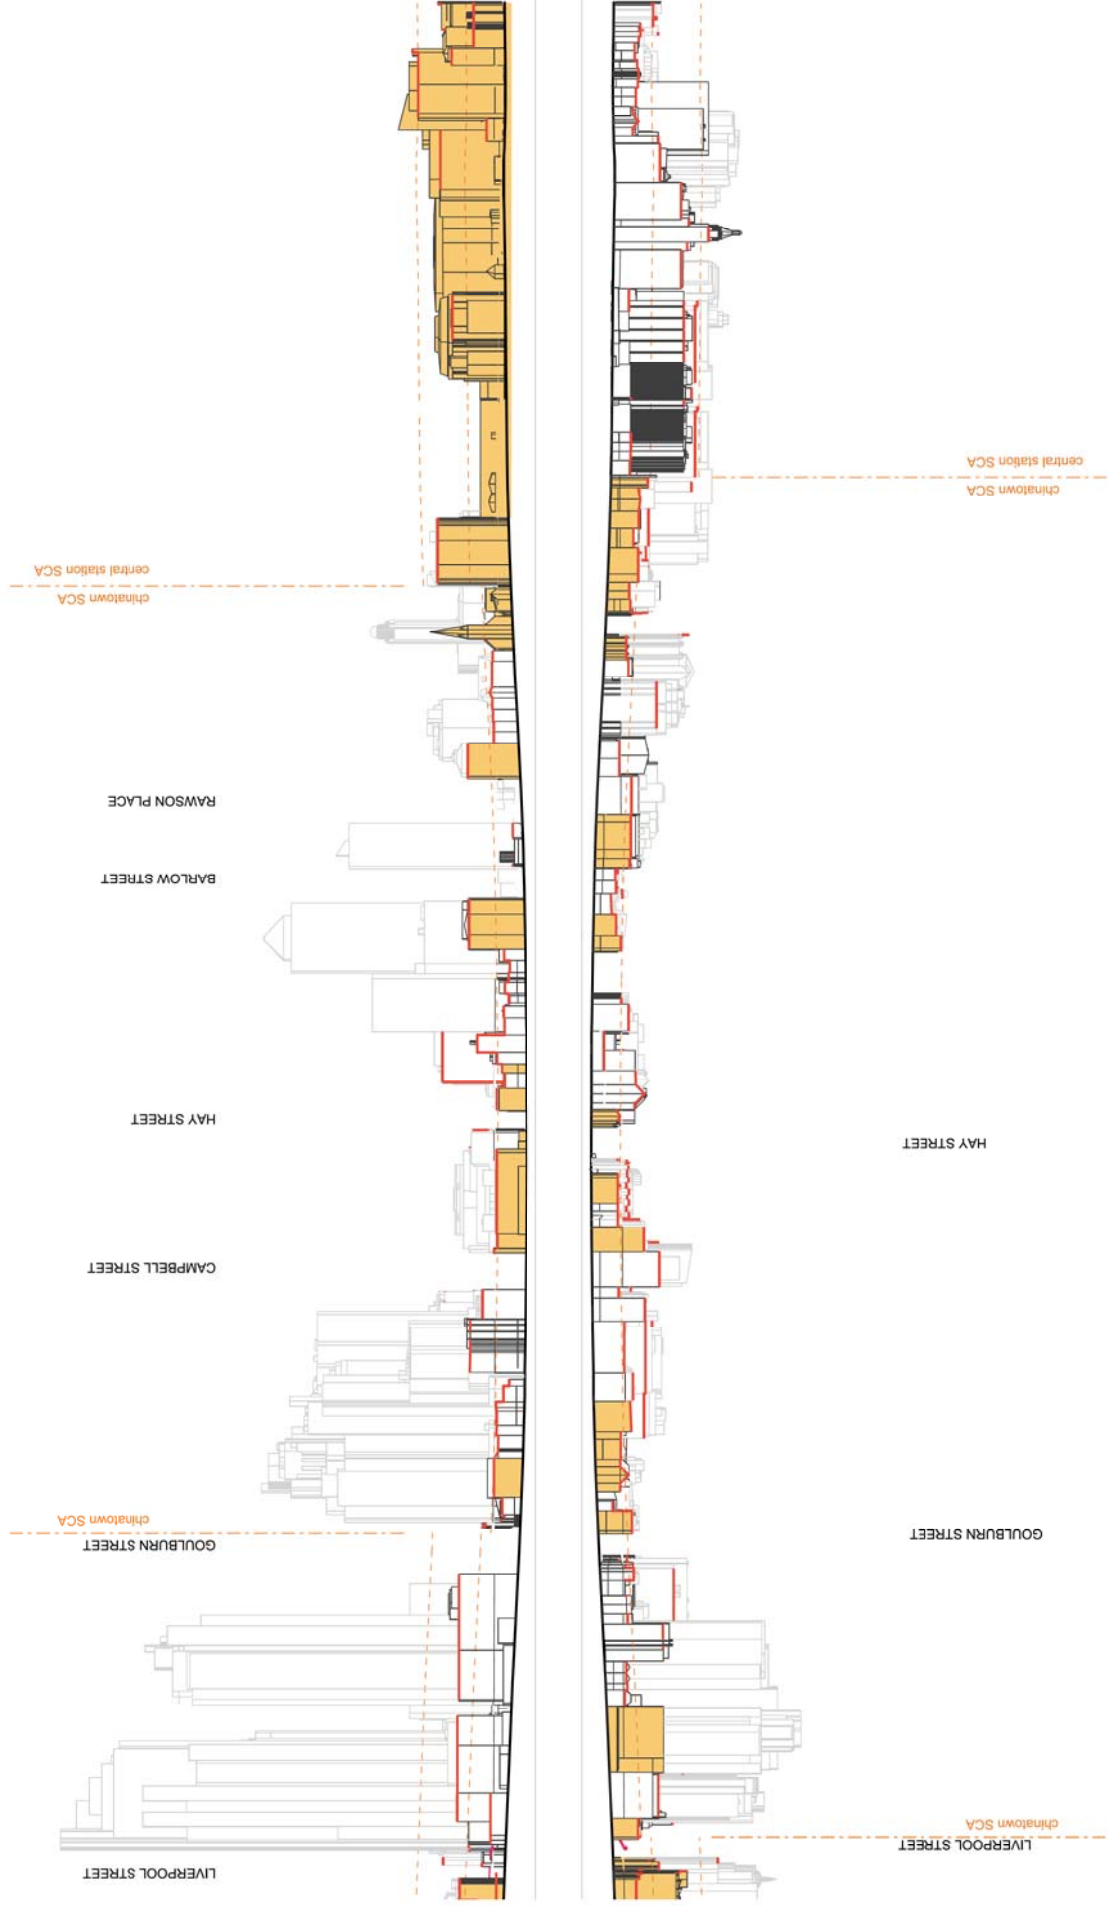 LIVERPOOL STREET
LIVERPOOL STREET
chinatown SCA
GOULBURN STREET
GOULBURN STREET
chinatown SCA
CAMPBELL STREET
HAY STREET
HAY STREET
BARLOW STREET
RAWSON PLACE
chinatown SCA
central station SCA
chinatown SCA
central station SCA